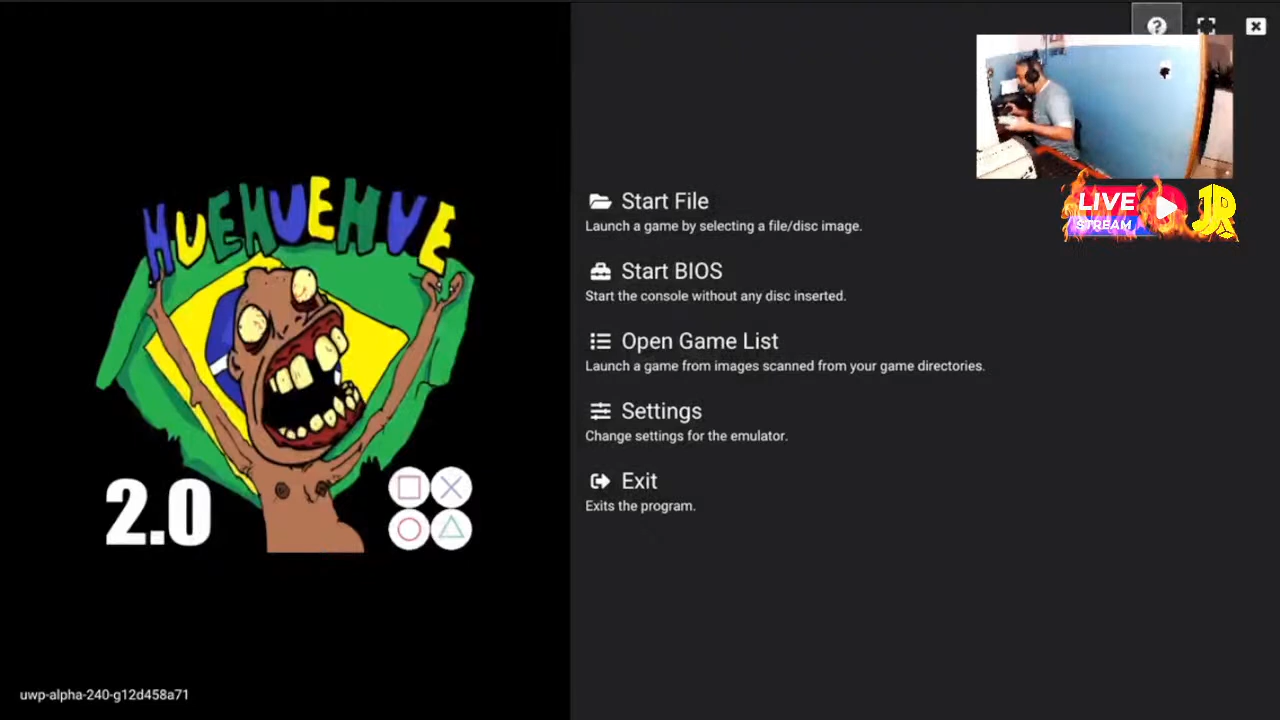 HUEHUEHUE
2.0
uwp-alpha-240-g12d458a71
LIVE
STREAM
JR
Start File
Launch a game by selecting a file/disc image.
Start BIOS
Start the console without any disc inserted.
Open Game List
Launch a game from images scanned from your game directories.
Settings
Change settings for the emulator.
Exit
Exits the program.